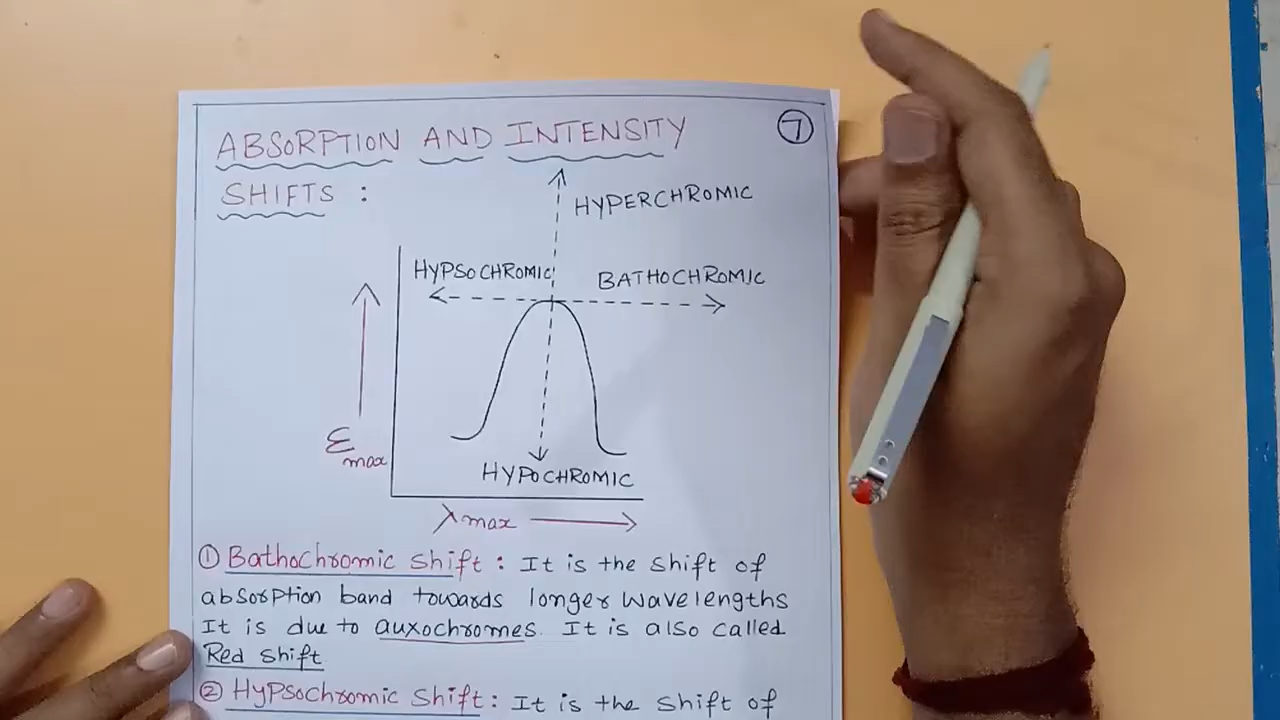 ABSORPTION AND INTENSITY
7
SHIFTS :
HYPERCHROMIC
HYPSOCHROMIC
BATHOCHROMIC
Ɛmax
HYPOCHROMIC
λmax
① Bathochromic shift : It is the shift of
absorption band towards longer wavelengths
It is due to auxochromes. It is also called
Red shift
② Hypsochromic shift : It is the shift of